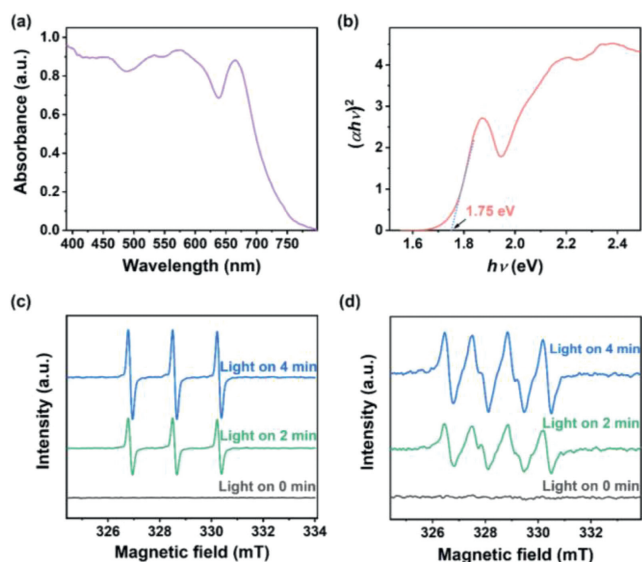 (a)
Absorbance (a.u.)
1.0
0.8
0.6
0.4
0.2
0.0
400 450 500 550 600 650 700 750
Wavelength (nm)
(b)
(αhν)²
4
3
2
1
0
1.75 eV
1.6 1.8 2.0 2.2 2.4
hν (eV)
(c)
Intensity (a.u.)
Light on 4 min
Light on 2 min
Light on 0 min
326 328 330 332 334
Magnetic field (mT)
(d)
Intensity (a.u.)
Light on 4 min
Light on 2 min
Light on 0 min
326 328 330 332
Magnetic field (mT)